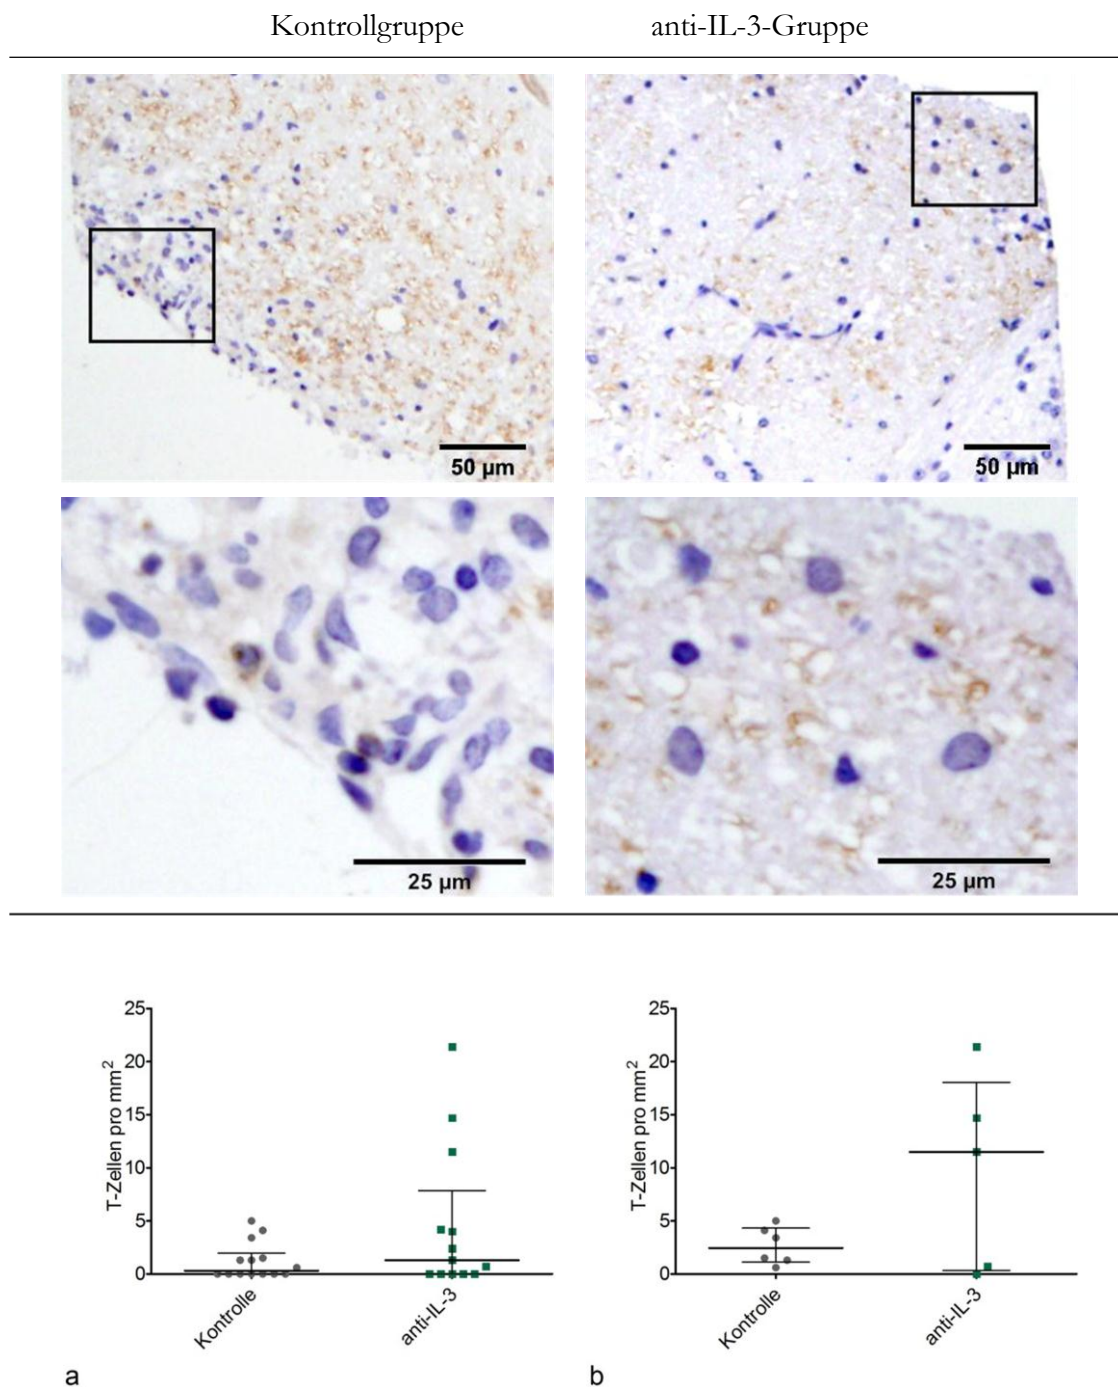 Kontrollgruppe anti-IL-3-Gruppe
50 µm 50 µm
25 µm 25 µm
T-Zellen pro mm²
25
20
15
10
5
0
Kontrolle anti-IL-3
a
T-Zellen pro mm²
25
20
15
10
5
0
Kontrolle anti-IL-3
b